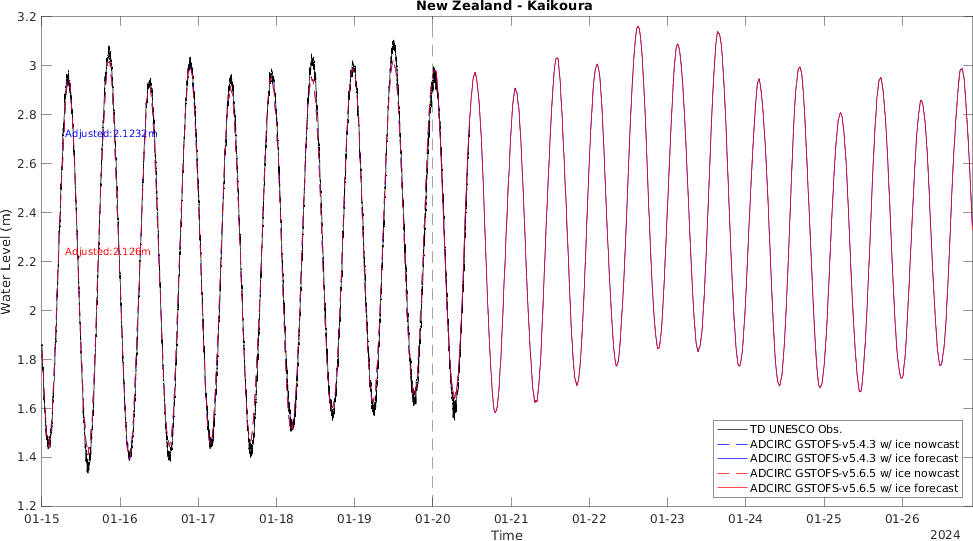 New Zealand - Kaikoura
3.2
3
2.8
2.6
2.4
2.2
2
1.8
1.6
1.4
1.2
Water Level (m)
Adjusted:2.1232m
Adjusted:2.126m
TD UNESCO Obs.
ADCIRC GSTOFS-v5.4.3 w/ ice nowcast
ADCIRC GSTOFS-v5.4.3 w/ ice forecast
ADCIRC GSTOFS-v5.6.5 w/ ice nowcast
ADCIRC GSTOFS-v5.6.5 w/ ice forecast
01-15 01-16 01-17 01-18 01-19 01-20 01-21 01-22 01-23 01-24 01-25 01-26
Time
2024